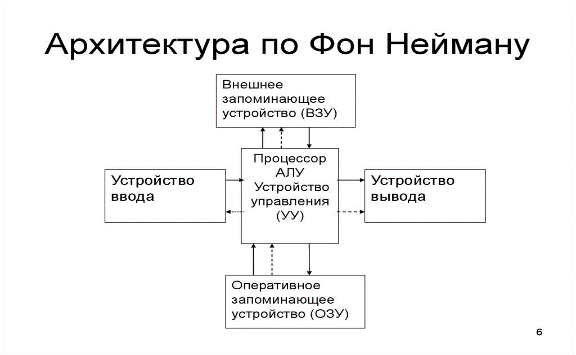 Архитектура по Фон Нейману
Внешнее
запоминающее
устройство (ВЗУ)
Процессор
АЛУ
Устройство
управления
(УУ)
Устройство
ввода
Устройство
вывода
Оперативное
запоминающее
устройство (ОЗУ)
6